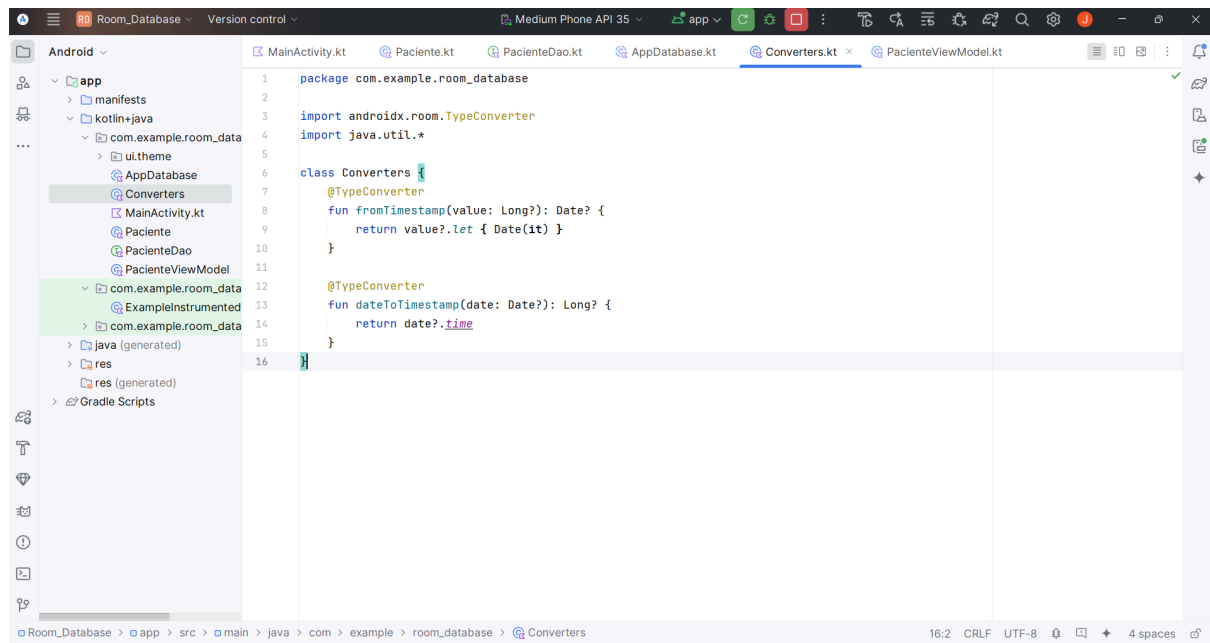 RD Room_Database Version control Medium Phone API 35 app J
Android
MainActivity.kt Paciente.kt PacienteDao.kt AppDatabase.kt Converters.kt PacienteViewModel.kt
app
manifests
kotlin+java
com.example.room_data
ui.theme
AppDatabase
Converters
MainActivity.kt
Paciente
PacienteDao
PacienteViewModel
com.example.room_data
ExampleInstrumented
com.example.room_data
java (generated)
res
res (generated)
Gradle Scripts
1 package com.example.room_database
2
3 import androidx.room.TypeConverter
4 import java.util.*
5
6 class Converters {
7 @TypeConverter
8 fun fromTimestamp(value: Long?): Date? {
9 return value?.let { Date(it) }
10 }
11
12 @TypeConverter
13 fun dateToTimestamp(date: Date?): Long? {
14 return date?.time
15 }
16 }
Room_Database > app > src > main > java > com > example > room_database > Converters 16:2 CRLF UTF-8 4 spaces